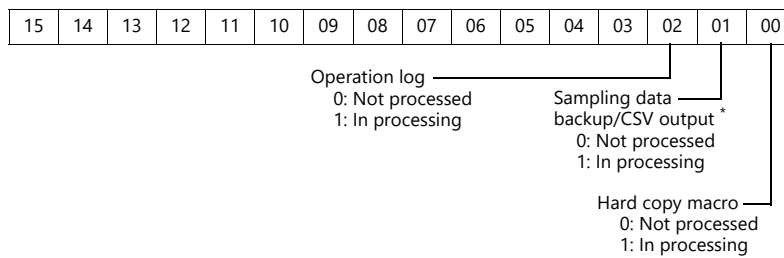 15 14 13 12 11 10 09 08 07 06 05 04 03 02 01 00
Operation log
0: Not processed
1: In processing
Sampling data
backup/CSV output *
0: Not processed
1: In processing
Hard copy macro
0: Not processed
1: In processing